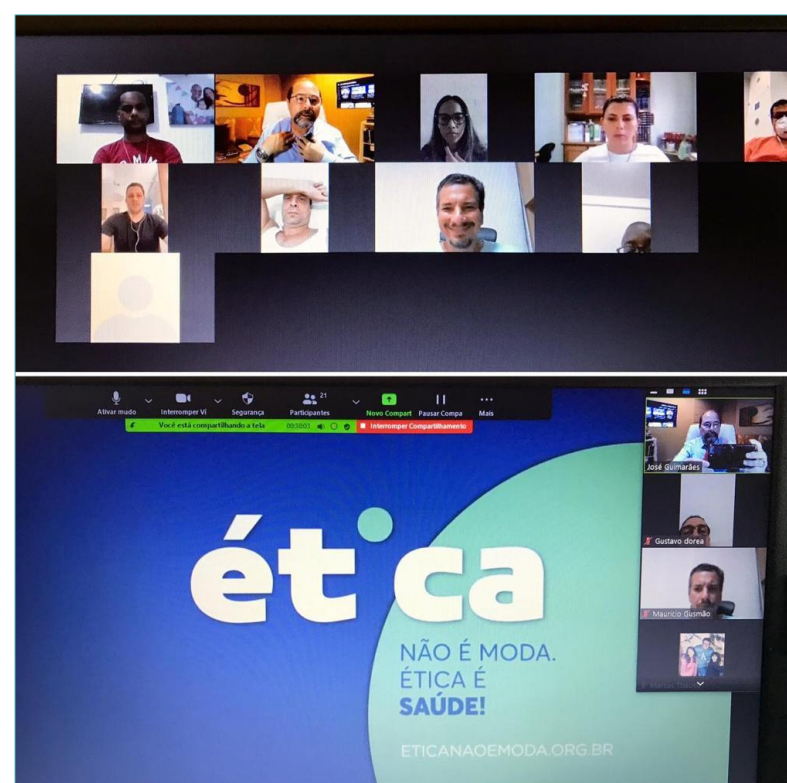 Ativar mudo
Interromper Ví
Segurança
Participantes
21
Novo Compart
Pausar Compa
Mais
Você está compartilhando a tela
Interromper Compartilhamento
José Guimarães
Gustavo dorea
Mauricio Gusmão
ética
NÃO É MODA.
ÉTICA É
SAÚDE!
ETICANAOEMODA.ORG.BR